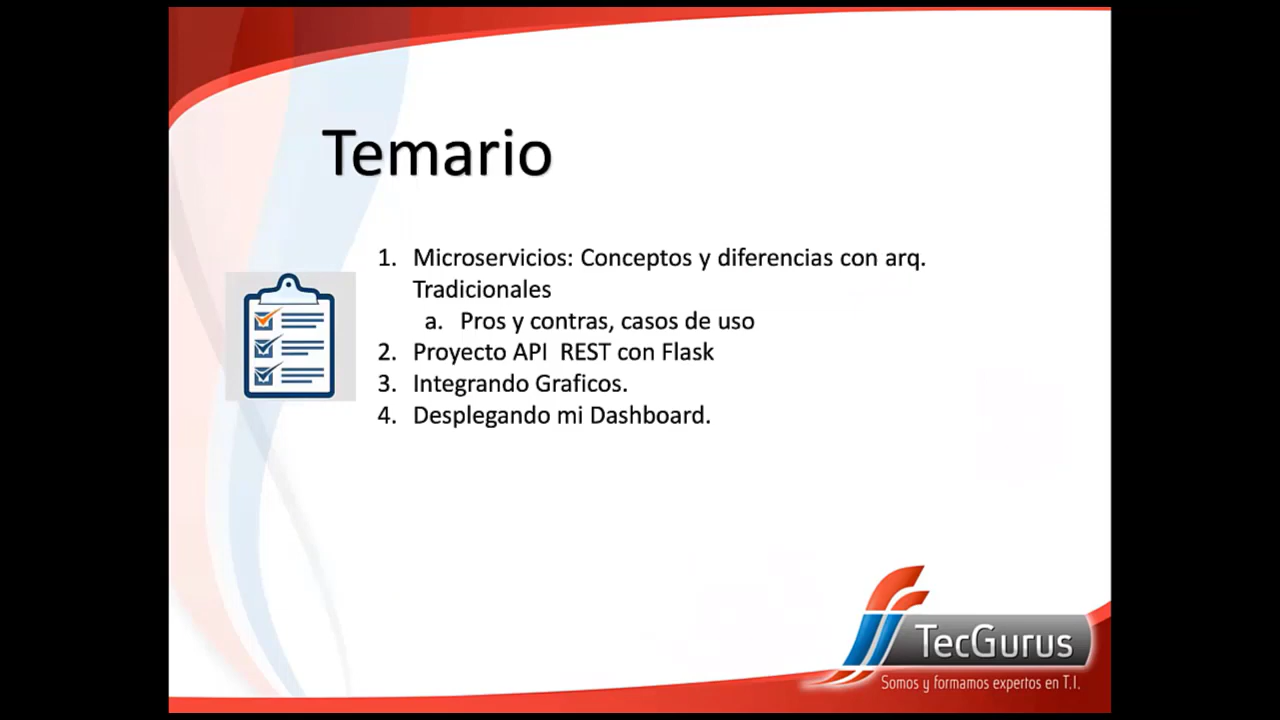 Temario
1. Microservicios: Conceptos y diferencias con arq.
Tradicionales
a. Pros y contras, casos de uso
2. Proyecto API  REST con Flask
3. Integrando Graficos.
4. Desplegando mi Dashboard.
TecGurus
Somos y formamos expertos en T.I.